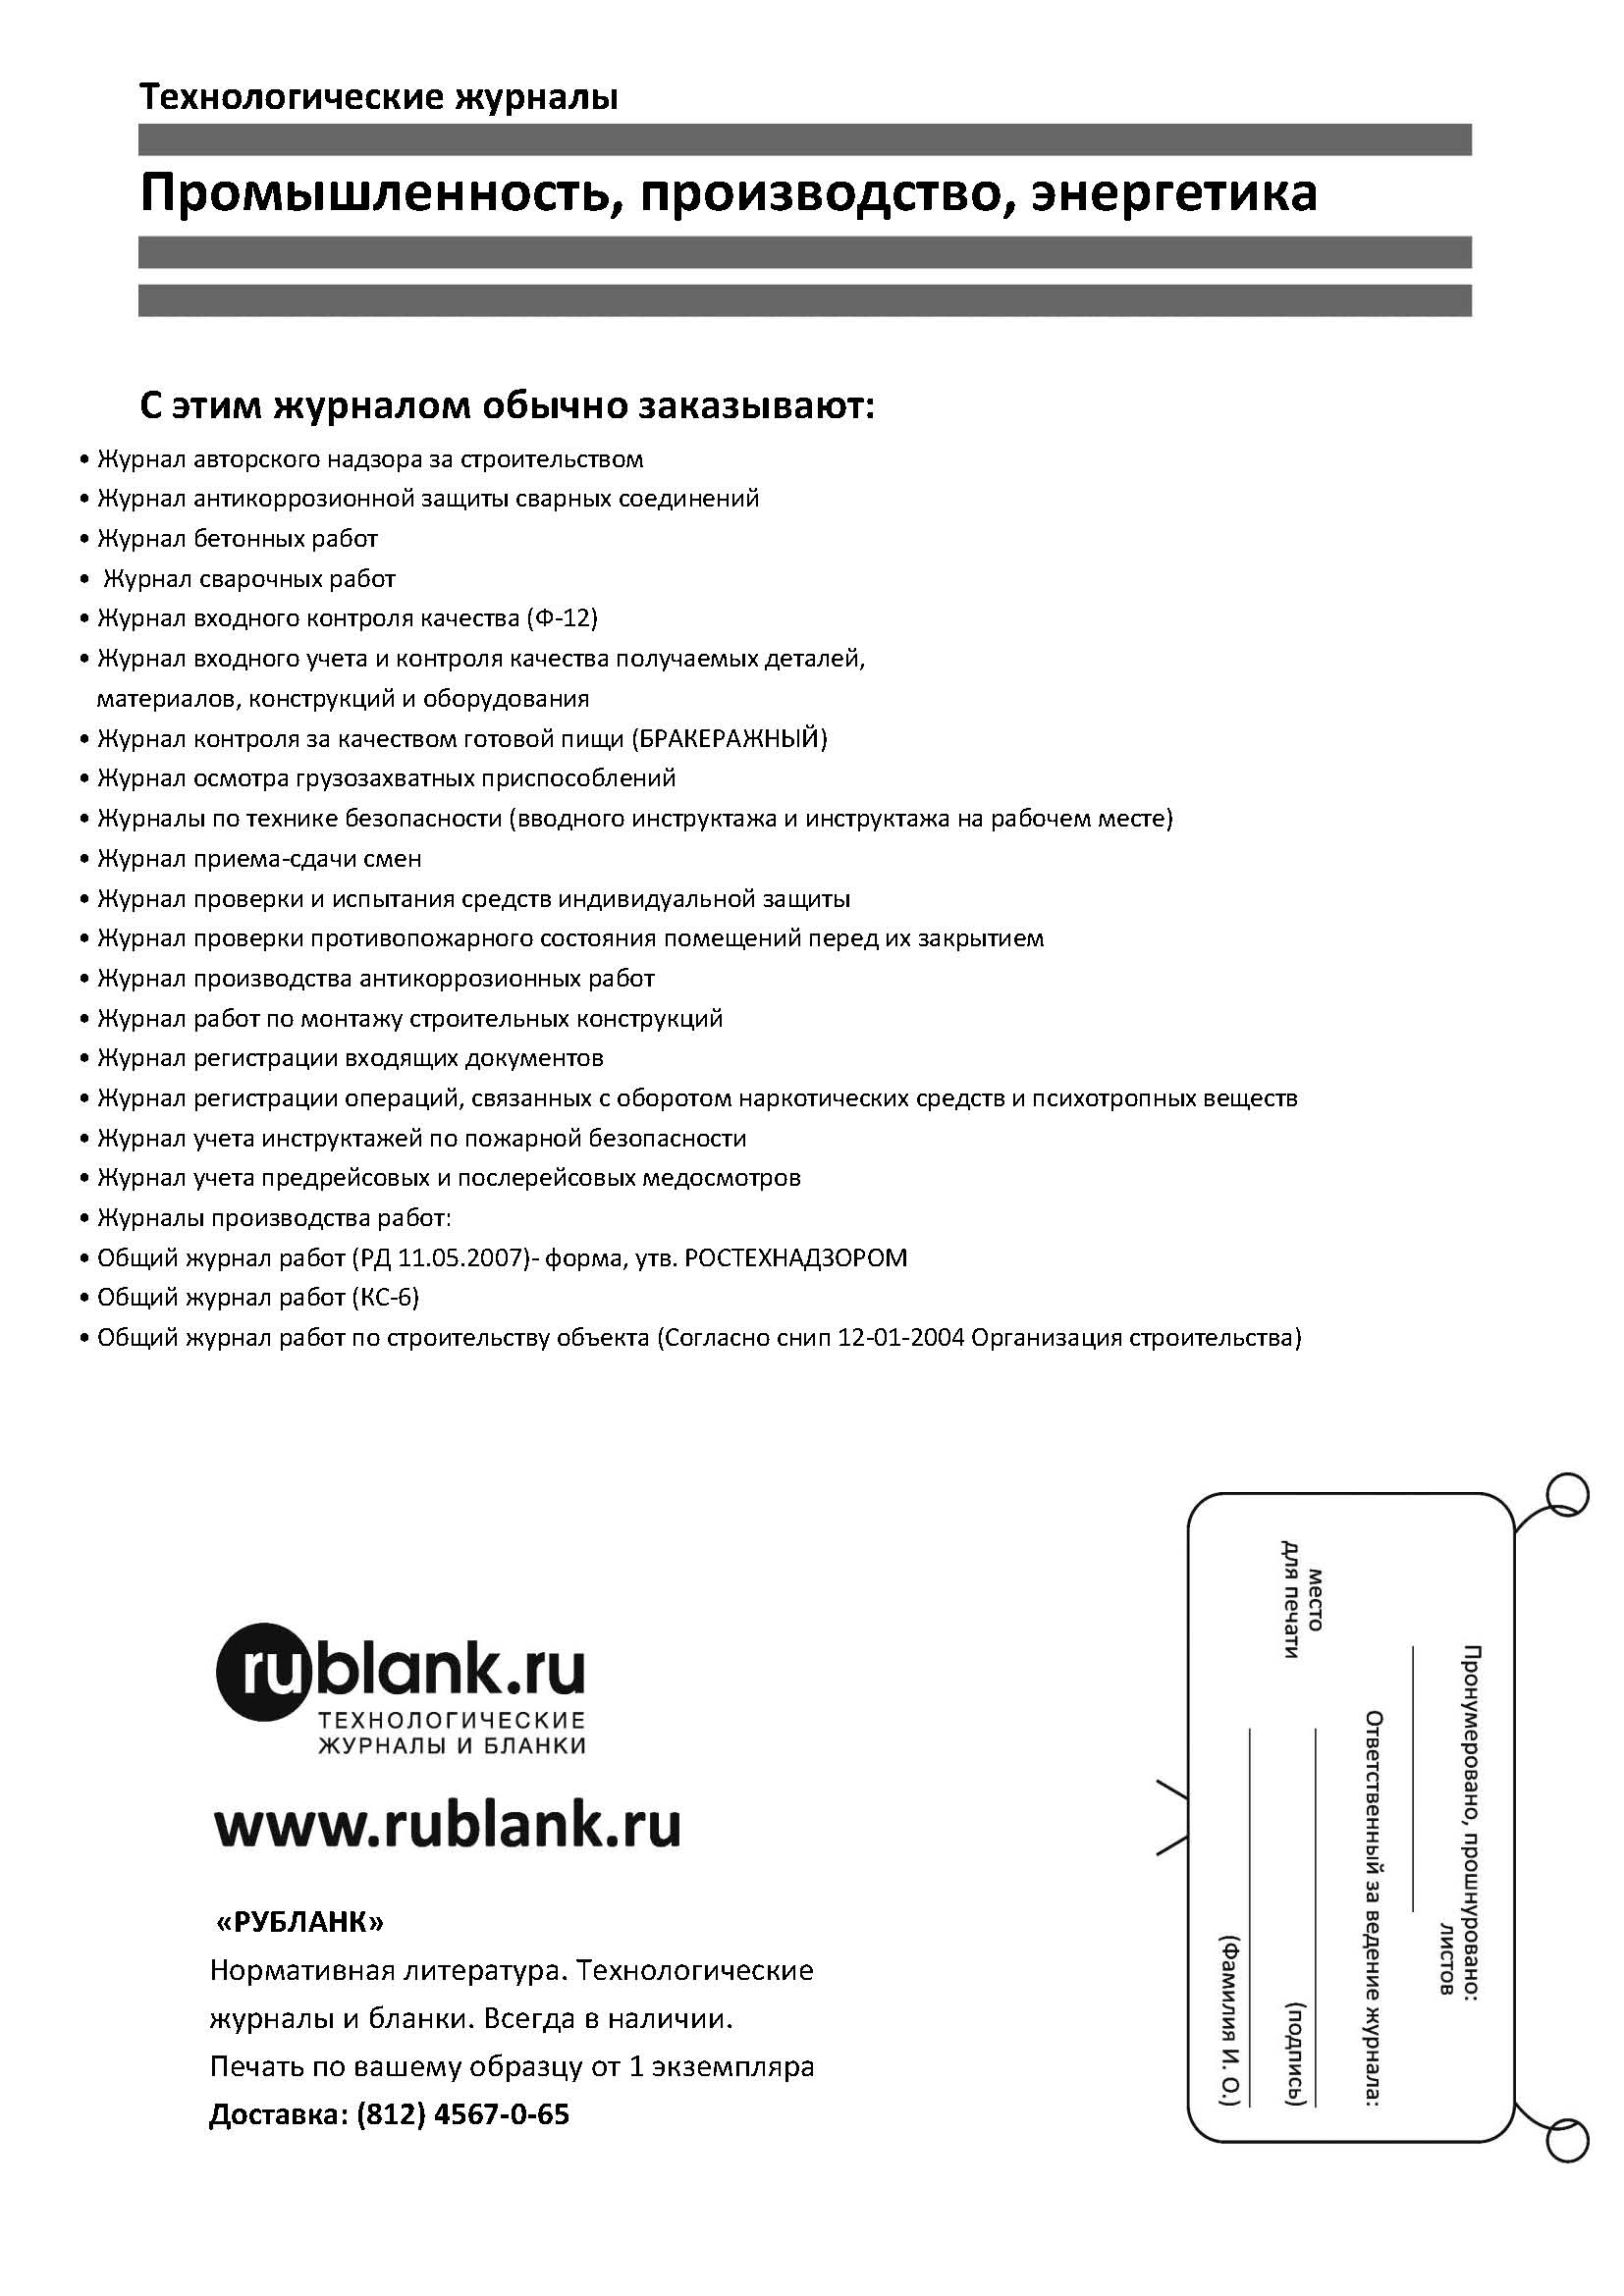 Технологические журналы
Промышленность, производство, энергетика
С этим журналом обычно заказывают:
• Журнал авторского надзора за строительством
• Журнал антикоррозионной защиты сварных соединений
• Журнал бетонных работ
• Журнал сварочных работ
• Журнал входного контроля качества (Ф-12)
• Журнал входного учета и контроля качества получаемых деталей,
материалов, конструкций и оборудования
• Журнал контроля за качеством готовой пищи (БРАКЕРАЖНЫЙ)
• Журнал осмотра грузозахватных приспособлений
• Журналы по технике безопасности (вводного инструктажа и инструктажа на рабочем месте)
• Журнал приема-сдачи смен
• Журнал проверки и испытания средств индивидуальной защиты
• Журнал проверки противопожарного состояния помещений перед их закрытием
• Журнал производства антикоррозионных работ
• Журнал работ по монтажу строительных конструкций
• Журнал регистрации входящих документов
• Журнал регистрации операций, связанных с оборотом наркотических средств и психотропных веществ
• Журнал учета инструктажей по пожарной безопасности
• Журнал учета предрейсовых и послерейсовых медосмотров
• Журналы производства работ:
• Общий журнал работ (РД 11.05.2007)- форма, утв. РОСТЕХНАДЗОРОМ
• Общий журнал работ (КС-6)
• Общий журнал работ по строительству объекта (Согласно снип 12-01-2004 Организация строительства)
rublank.ru
ТЕХНОЛОГИЧЕСКИЕ
ЖУРНАЛЫ И БЛАНКИ
www.rublank.ru
«РУБЛАНК»
Нормативная литература. Технологические
журналы и бланки. Всегда в наличии.
Печать по вашему образцу от 1 экземпляра
Доставка: (812) 4567-0-65
Пронумеровано, прошнуровано:
листов
Ответственный за ведение журнала:
место
для печати
(подпись)
(Фамилия И. О.)